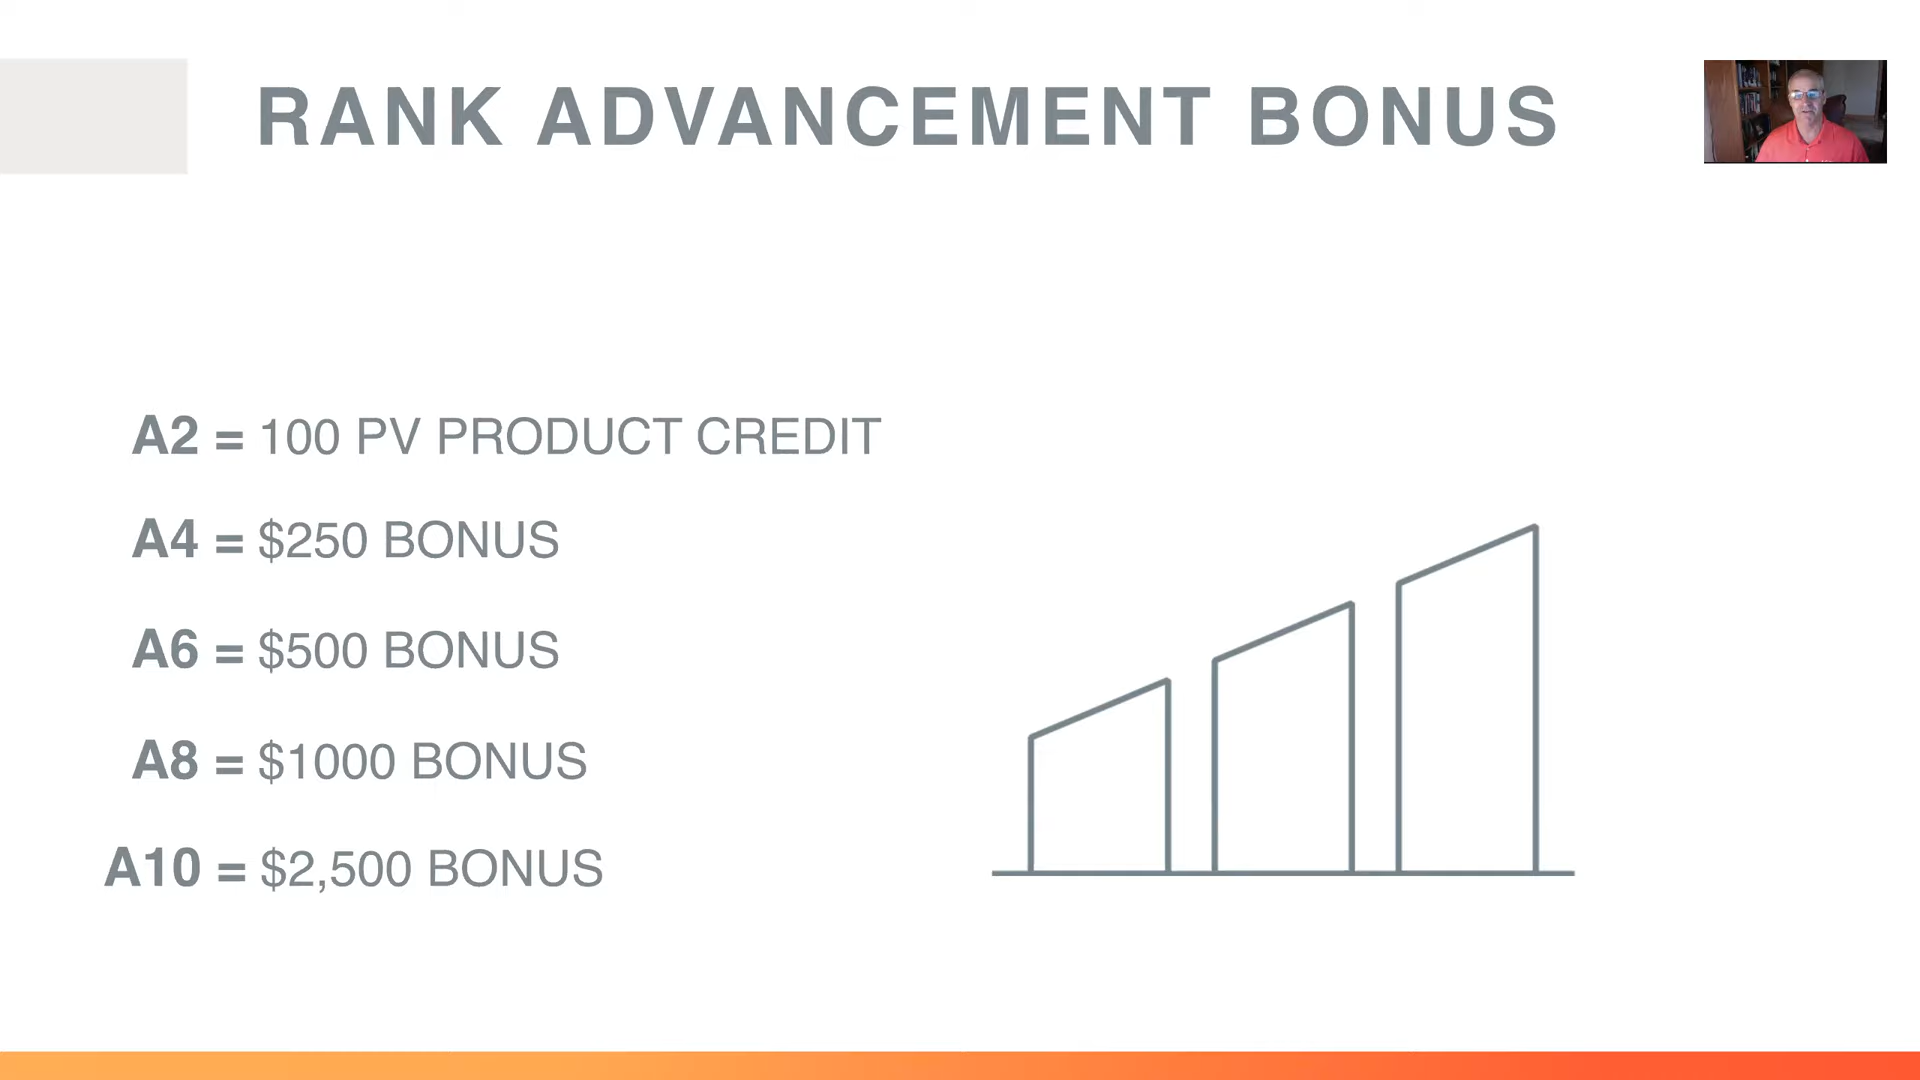 RANK ADVANCEMENT BONUS
A2 = 100 PV PRODUCT CREDIT
A4 = $250 BONUS
A6 = $500 BONUS
A8 = $1000 BONUS
A10 = $2,500 BONUS